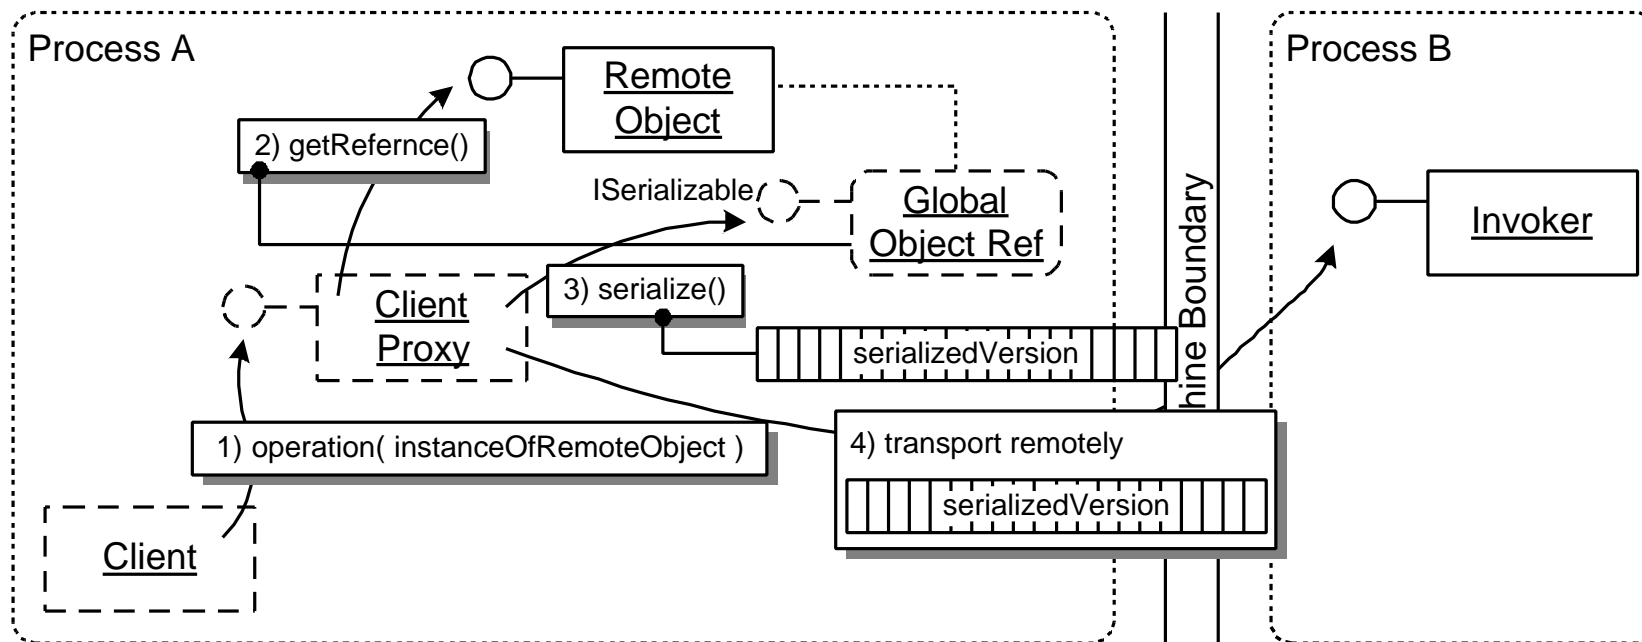 Process A
Process B
Remote
Object
2) getRefernce()
ISerializable
Global
Object Ref
Invoker
hine Boundary
3) serialize()
Client
Proxy
serializedVersion
1) operation( instanceOfRemoteObject )
4) transport remotely
serializedVersion
Client